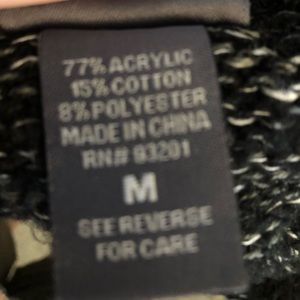 77% ACRYLIC
15% COTTON
8% POLYESTER
MADE IN CHINA
RN# 83201
M
SEE REVERSE
FOR CARE